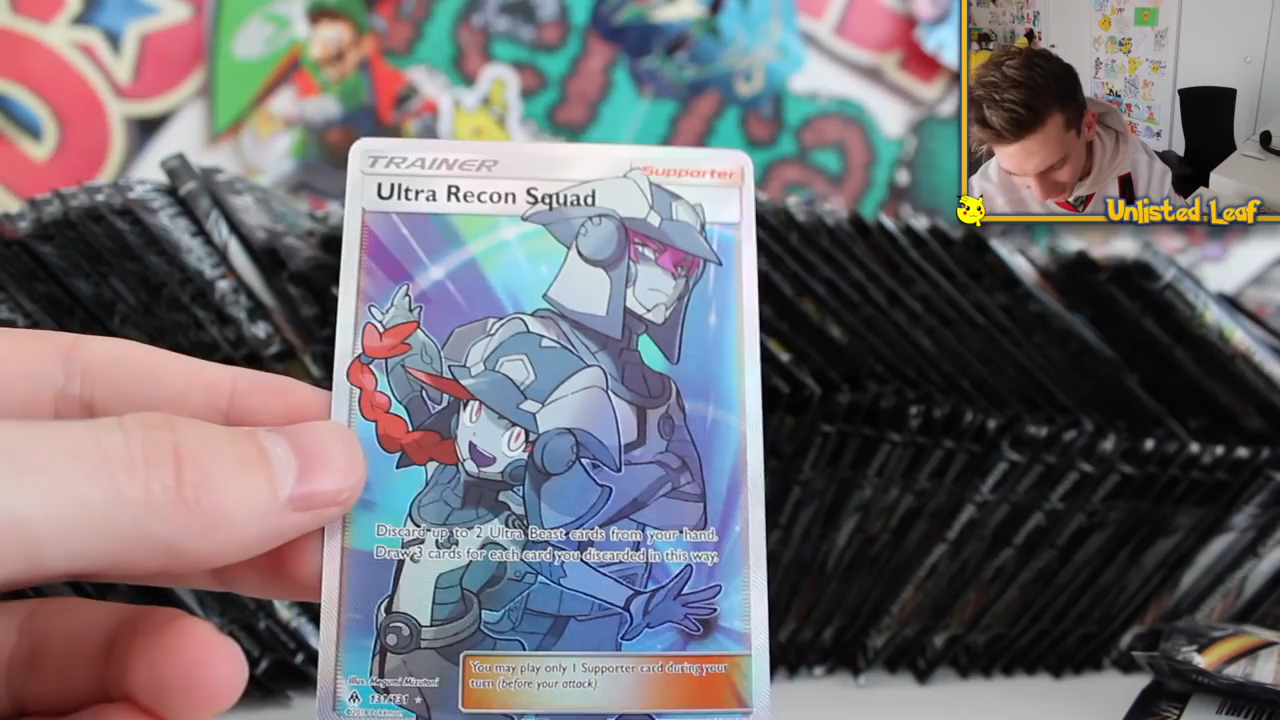 TRAINER
Supporter
Ultra Recon Squad
Unlisted Leaf
Discard up to 2 Ultra Beast cards from your hand.
Draw 3 cards for each card you discarded in this way.
You may play only 1 Supporter card during your
turn (before your attack).
Illus. Megumi Mizutani
131/131
©2018 Pokémon